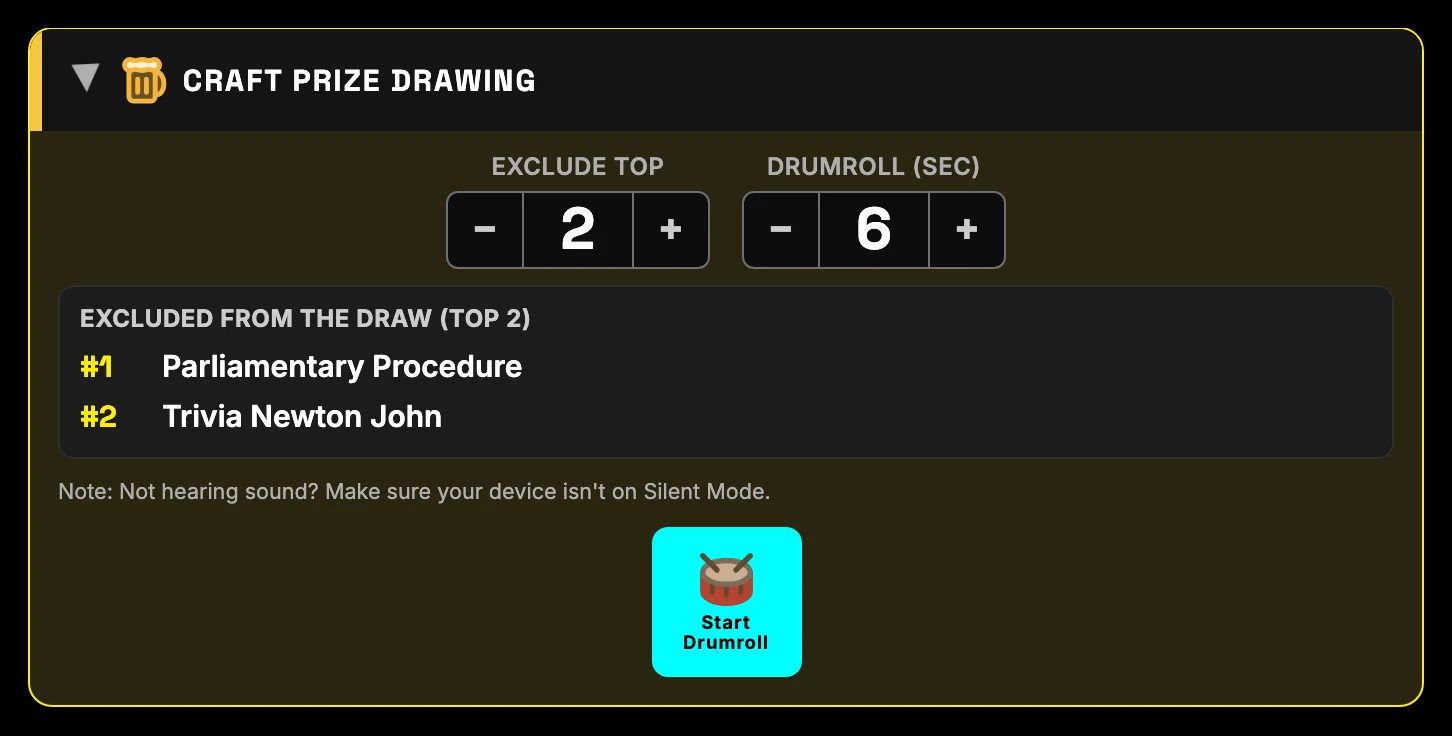 CRAFT PRIZE DRAWING
EXCLUDE TOP
DRUMROLL (SEC)
− 2 +
− 6 +
EXCLUDED FROM THE DRAW (TOP 2)
#1 Parliamentary Procedure
#2 Trivia Newton John
Note: Not hearing sound? Make sure your device isn't on Silent Mode.
Start
Drumroll